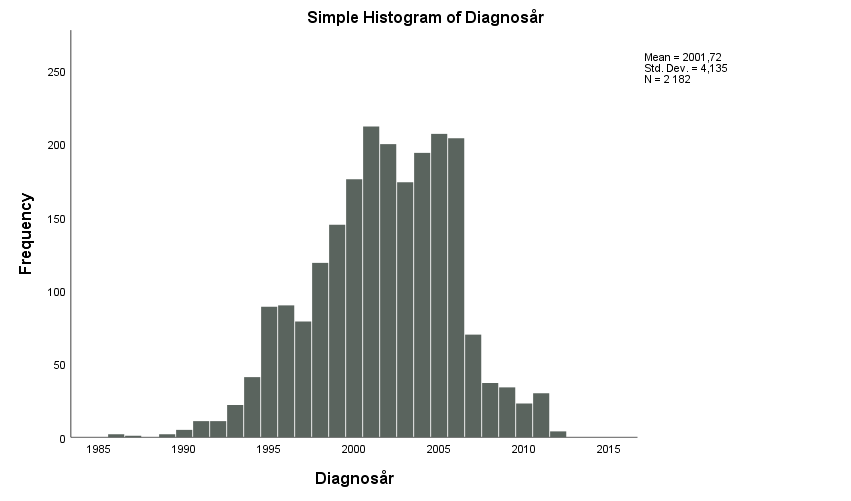 Simple Histogram of Diagnosår
Mean = 2001,72
Std. Dev. = 4,135
N = 2 182
250
200
150
100
50
0
Frequency
1985 1990 1995 2000 2005 2010 2015
Diagnosår